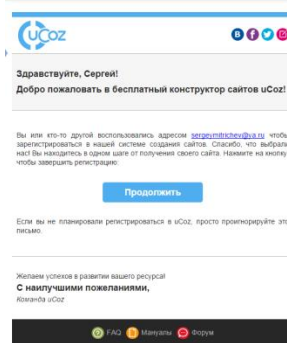 uCoz
Здравствуйте, Сергей!
Добро пожаловать в бесплатный конструктор сайтов uCoz!
Вы или кто-то другой воспользовались адресом sergeymitrichev@ya.ru чтобы
зарегистрироваться в нашей системе создания сайтов. Спасибо, что выбрали
нас! Вы находитесь в одном шаге от получения своего сайта. Нажмите на кнопку,
чтобы завершить регистрацию:
Продолжить
Если вы не планировали регистрироваться в uCoz, просто проигнорируйте это
письмо.
Желаем успехов в развитии вашего ресурса!
С наилучшими пожеланиями,
Команда uCoz
FAQ Мануалы Форум